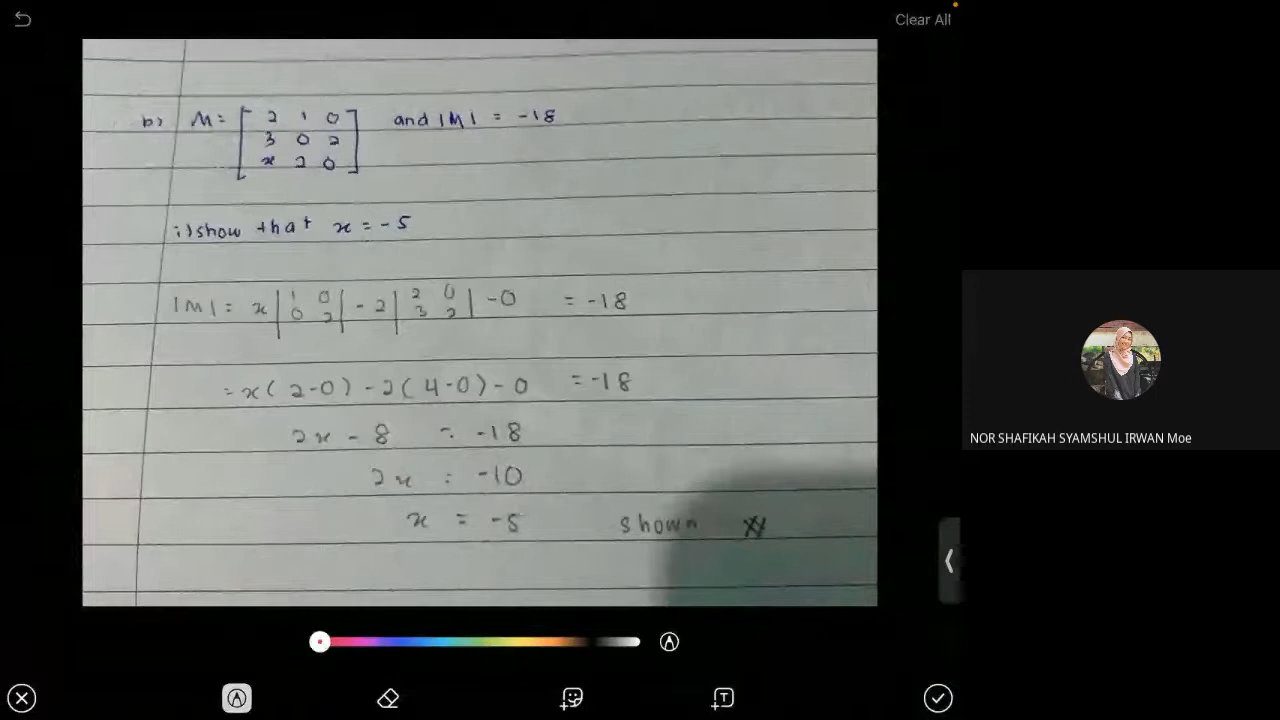 Clear All
b) M = [ 2 1 0 and |M| = -18
3 0 2
x 2 0 ]
i) show that x = -5
|M| = x | 1 0 | - 2 | 2 0 | - 0 = -18
0 2 3 2
= x ( 2-0 ) - 2 ( 4-0 ) - 0 = -18
2x - 8 = -18
2x = -10
x = -5 shown
NOR SHAFIKAH SYAMSHUL IRWAN Moe
T